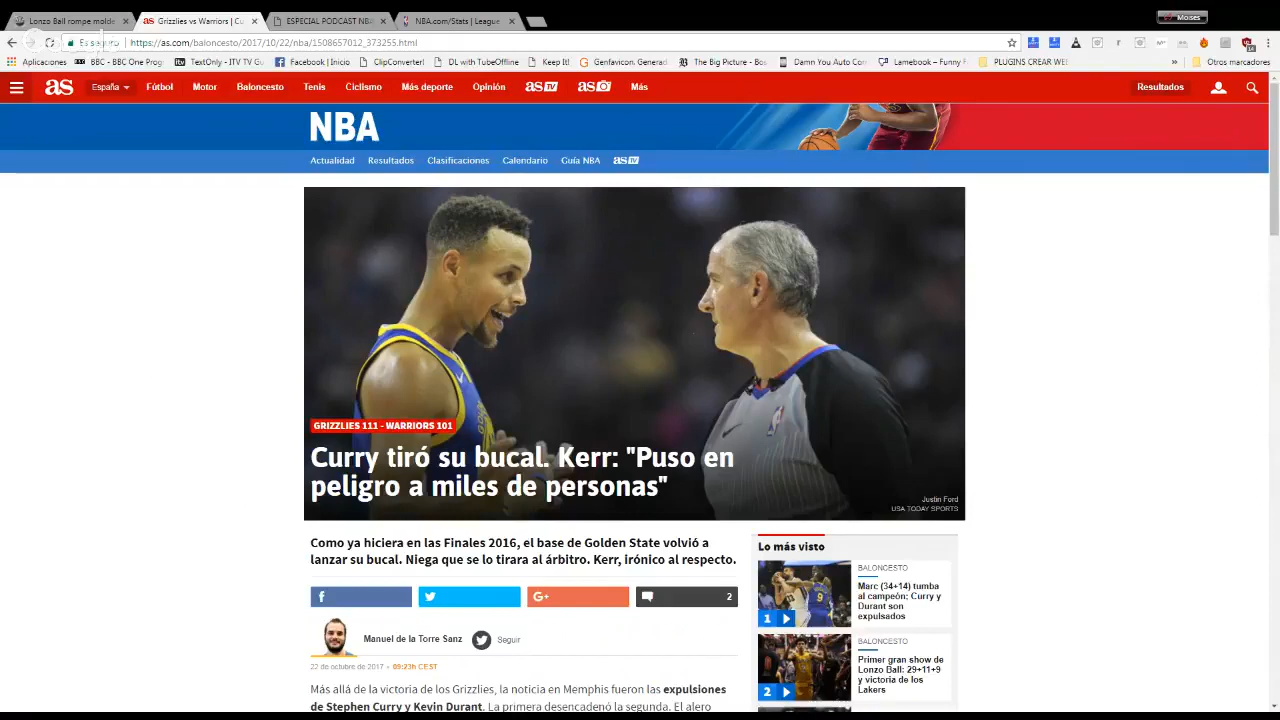 Lonzo Ball rompe molde
Grizzlies vs Warriors | Cu
ESPECIAL PODCAST NBA
NBA.com/Stats | League
Moises
https://as.com/baloncesto/2017/10/22/nba/1508657012_373255.html
14
Aplicaciones
BBC - BBC One Prog
TextOnly - ITV TV Gu
Facebook | Inicio
ClipConverter!
DL with TubeOffline
Keep It!
Genfavicon. Generad
The Big Picture - Bos
Damn You Auto Corr
Lamebook – Funny F
PLUGINS CREAR WEB
Otros marcadores
as
España
Fútbol
Motor
Baloncesto
Tenis
Ciclismo
Más deporte
Opinión
as TV
as
Más
Resultados
NBA
Actualidad
Resultados
Clasificaciones
Calendario
Guía NBA
as TV
GRIZZLIES 111 - WARRIORS 101
Curry tiró su bucal. Kerr: "Puso en
peligro a miles de personas"
Justin Ford
USA TODAY SPORTS
Como ya hiciera en las Finales 2016, el base de Golden State volvió a
lanzar su bucal. Niega que se lo tirara al árbitro. Kerr, irónico al respecto.
2
Manuel de la Torre Sanz
Seguir
22 de octubre de 2017 - 09:23h CEST
Más allá de la victoria de los Grizzlies, la noticia en Memphis fueron las expulsiones
de Stephen Curry y Kevin Durant. La primera desencadenó la segunda. El alero
Lo más visto
1
BALONCESTO
Marc (34+14) tumba
al campeón: Curry y
Durant son
expulsados
2
BALONCESTO
Primer gran show de
Lonzo Ball: 29+11+9
y victoria de los
Lakers